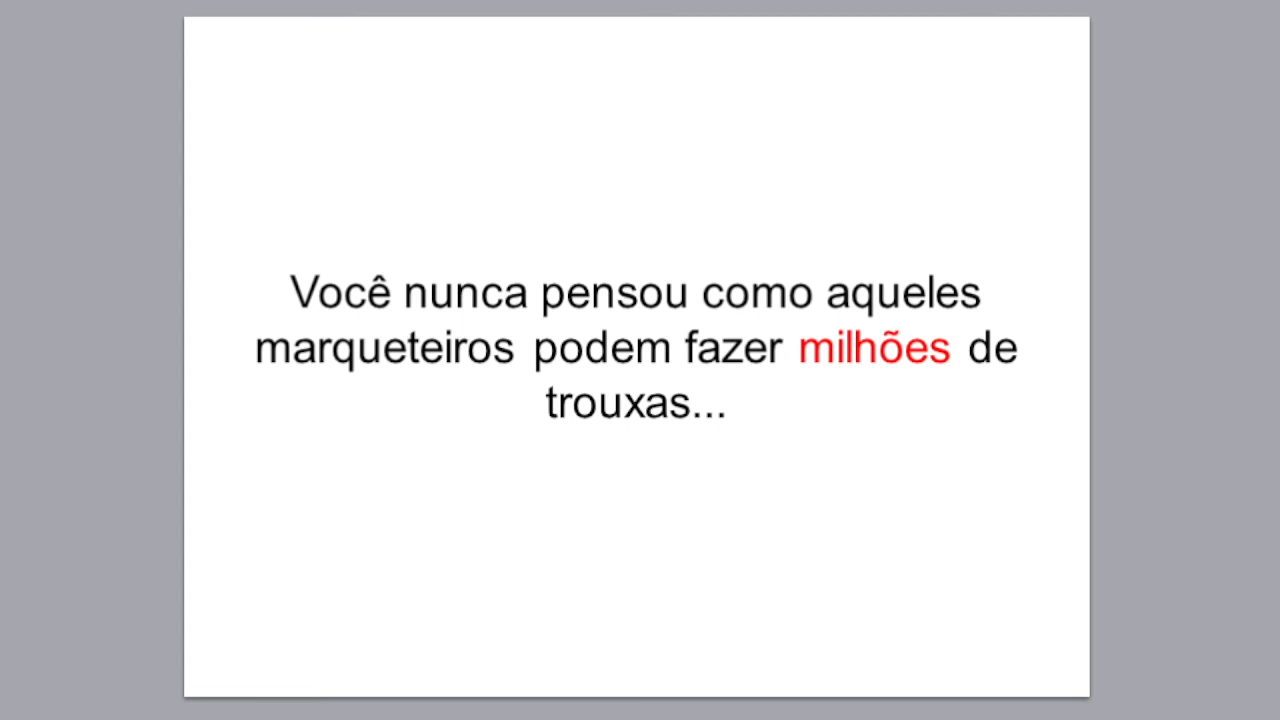 Você nunca pensou como aqueles
marqueteiros podem fazer milhões de
trouxas...